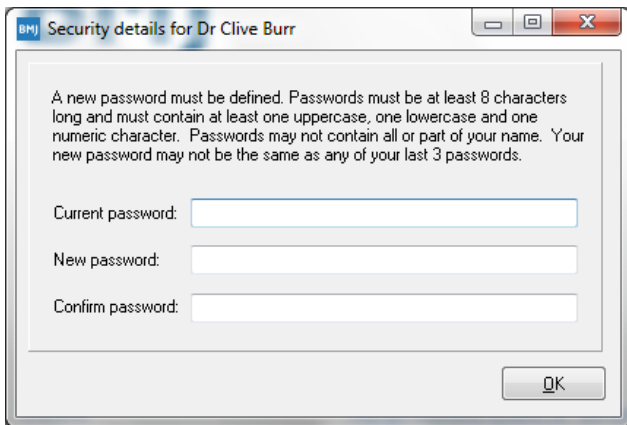 BMJ Security details for Dr Clive Burr
A new password must be defined. Passwords must be at least 8 characters
long and must contain at least one uppercase, one lowercase and one
numeric character.  Passwords may not contain all or part of your name.  Your
new password may not be the same as any of your last 3 passwords.
Current password:
New password:
Confirm password:
OK